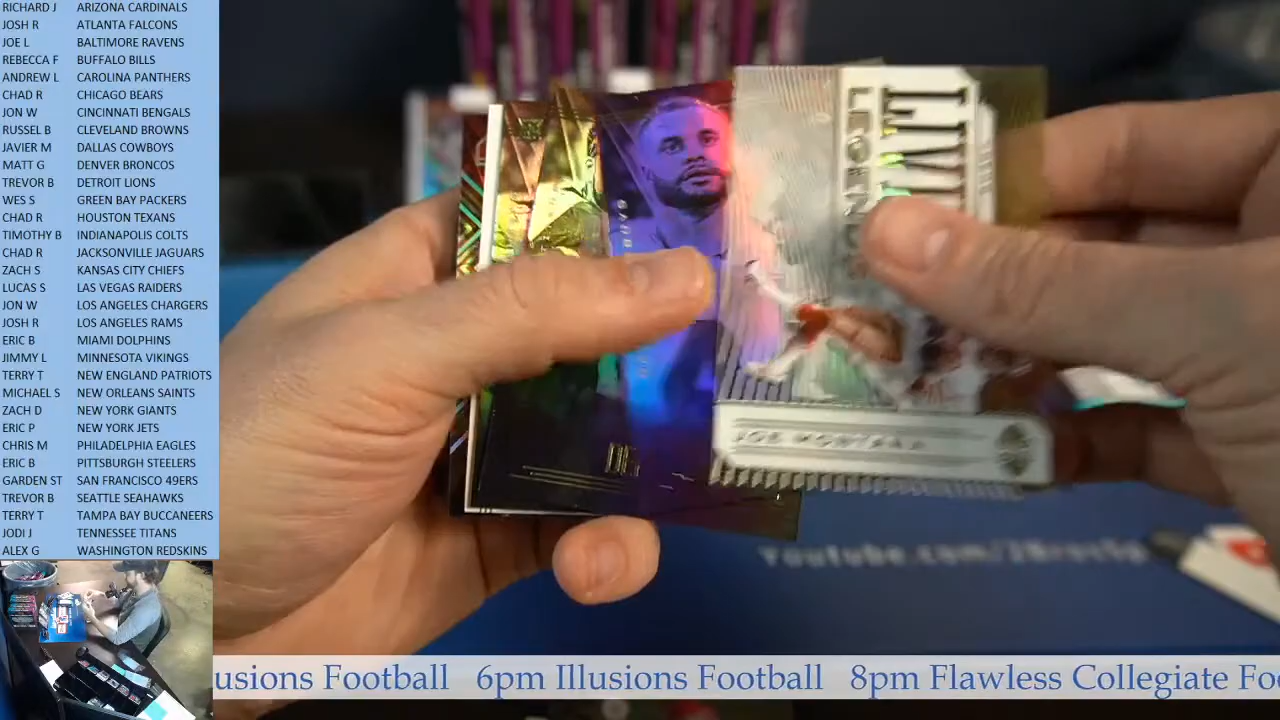 RICHARD J ARIZONA CARDINALS
JOSH R ATLANTA FALCONS
JOE L BALTIMORE RAVENS
REBECCA F BUFFALO BILLS
ANDREW L CAROLINA PANTHERS
CHAD R CHICAGO BEARS
JON W CINCINNATI BENGALS
RUSSEL B CLEVELAND BROWNS
JAVIER M DALLAS COWBOYS
MATT G DENVER BRONCOS
TREVOR B DETROIT LIONS
WES S GREEN BAY PACKERS
CHAD R HOUSTON TEXANS
TIMOTHY B INDIANAPOLIS COLTS
CHAD R JACKSONVILLE JAGUARS
ZACH S KANSAS CITY CHIEFS
LUCAS S LAS VEGAS RAIDERS
JON W LOS ANGELES CHARGERS
JOSH R LOS ANGELES RAMS
ERIC B MIAMI DOLPHINS
JIMMY L MINNESOTA VIKINGS
TERRY T NEW ENGLAND PATRIOTS
MICHAEL S NEW ORLEANS SAINTS
ZACH D NEW YORK GIANTS
ERIC P NEW YORK JETS
CHRIS M PHILADELPHIA EAGLES
ERIC B PITTSBURGH STEELERS
GARDEN ST SAN FRANCISCO 49ERS
TREVOR B SEATTLE SEAHAWKS
TERRY T TAMPA BAY BUCCANEERS
JODI J TENNESSEE TITANS
ALEX G WASHINGTON REDSKINS
JOE MONTANA
usions Football 6pm Illusions Football 8pm Flawless Collegiate Foo